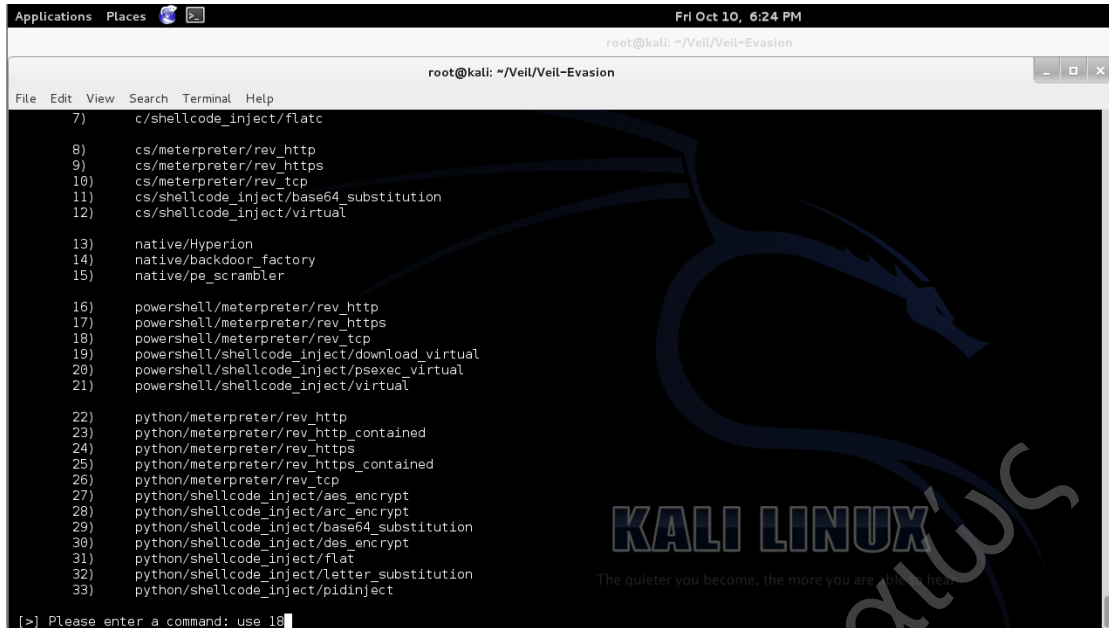 Applications Places Fri Oct 10, 6:24 PM
root@kali: ~/Veil/Veil-Evasion
root@kali: ~/Veil/Veil-Evasion
File Edit View Search Terminal Help
7) c/shellcode_inject/flatc
8) cs/meterpreter/rev_http
9) cs/meterpreter/rev_https
10) cs/meterpreter/rev_tcp
11) cs/shellcode_inject/base64_substitution
12) cs/shellcode_inject/virtual
13) native/Hyperion
14) native/backdoor_factory
15) native/pe_scrambler
16) powershell/meterpreter/rev_http
17) powershell/meterpreter/rev_https
18) powershell/meterpreter/rev_tcp
19) powershell/shellcode_inject/download_virtual
20) powershell/shellcode_inject/psexec_virtual
21) powershell/shellcode_inject/virtual
22) python/meterpreter/rev_http
23) python/meterpreter/rev_http_contained
24) python/meterpreter/rev_https
25) python/meterpreter/rev_https_contained
26) python/meterpreter/rev_tcp
27) python/shellcode_inject/aes_encrypt
28) python/shellcode_inject/arc_encrypt
29) python/shellcode_inject/base64_substitution
30) python/shellcode_inject/des_encrypt
31) python/shellcode_inject/flat
32) python/shellcode_inject/letter_substitution
33) python/shellcode_inject/pidinject
KALI LINUX
The quieter you become, the more you are able to hear
[>] Please enter a command: use 18